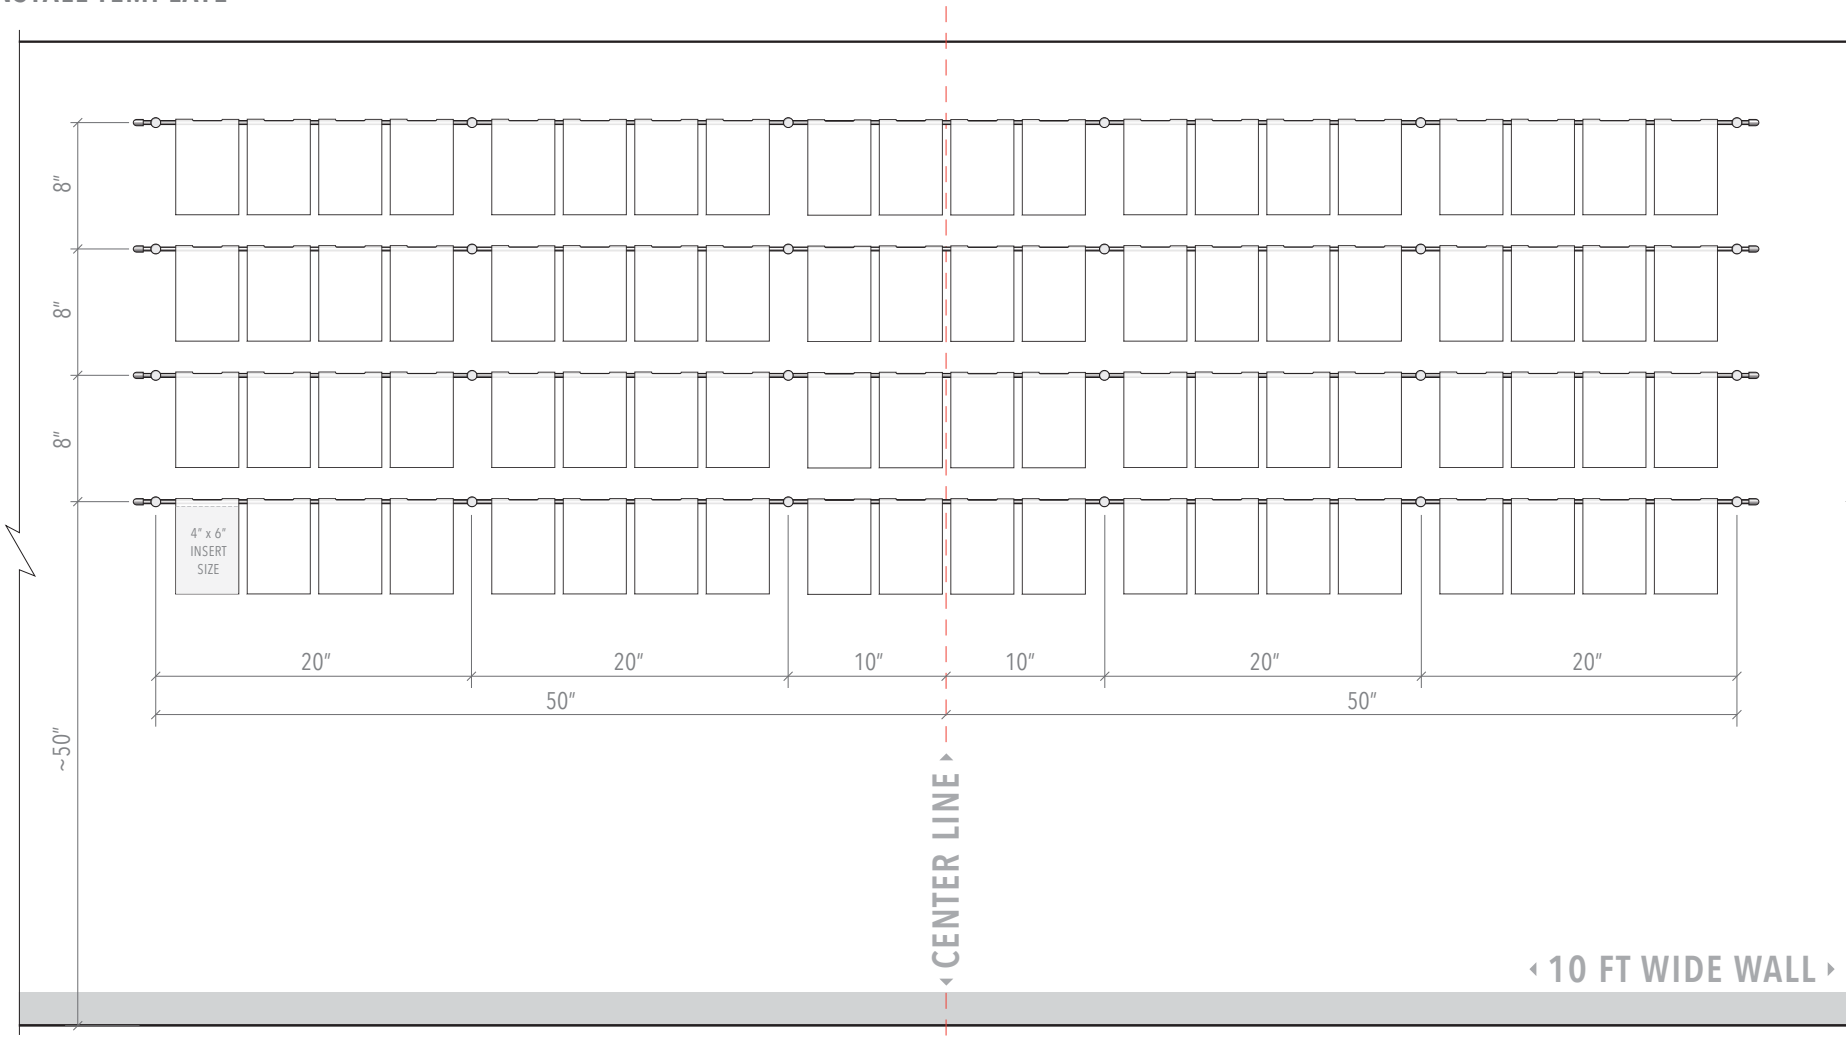 8"
8"
8"
4" x 6"
INSERT
SIZE
20"
20"
10"
10"
20"
20"
50"
50"
~50"
CENTER LINE
10 FT WIDE WALL